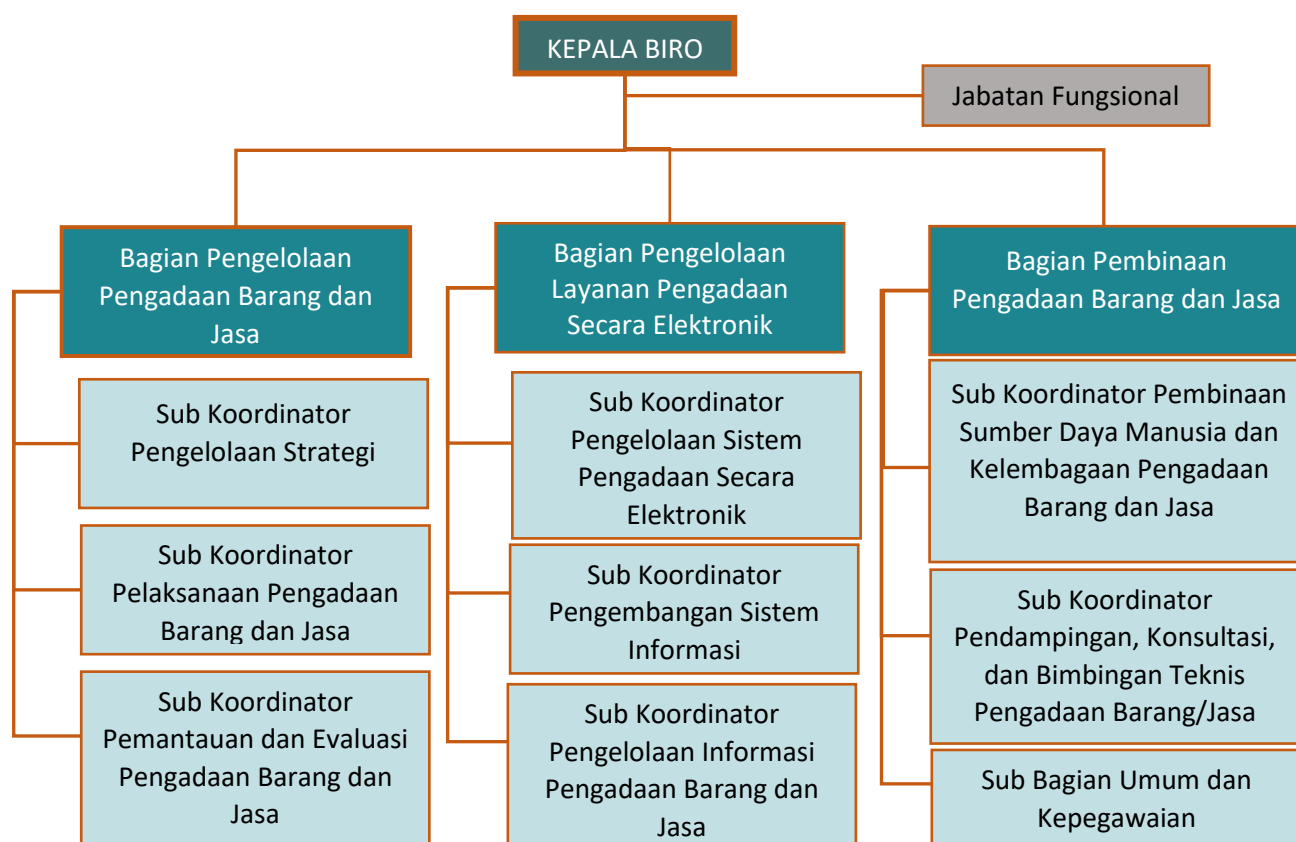 KEPALA BIRO
Jabatan Fungsional
Bagian Pengelolaan
Pengadaan Barang dan
Jasa
Sub Koordinator
Pengelolaan Strategi
Sub Koordinator
Pelaksanaan Pengadaan
Barang dan Jasa
Sub Koordinator
Pemantauan dan Evaluasi
Pengadaan Barang dan
Jasa
Bagian Pengelolaan
Layanan Pengadaan
Secara Elektronik
Sub Koordinator
Pengelolaan Sistem
Pengadaan Secara
Elektronik
Sub Koordinator
Pengembangan Sistem
Informasi
Sub Koordinator
Pengelolaan Informasi
Pengadaan Barang dan
Jasa
Bagian Pembinaan
Pengadaan Barang dan Jasa
Sub Koordinator Pembinaan
Sumber Daya Manusia dan
Kelembagaan Pengadaan
Barang dan Jasa
Sub Koordinator
Pendampingan, Konsultasi,
dan Bimbingan Teknis
Pengadaan Barang/Jasa
Sub Bagian Umum dan
Kepegawaian